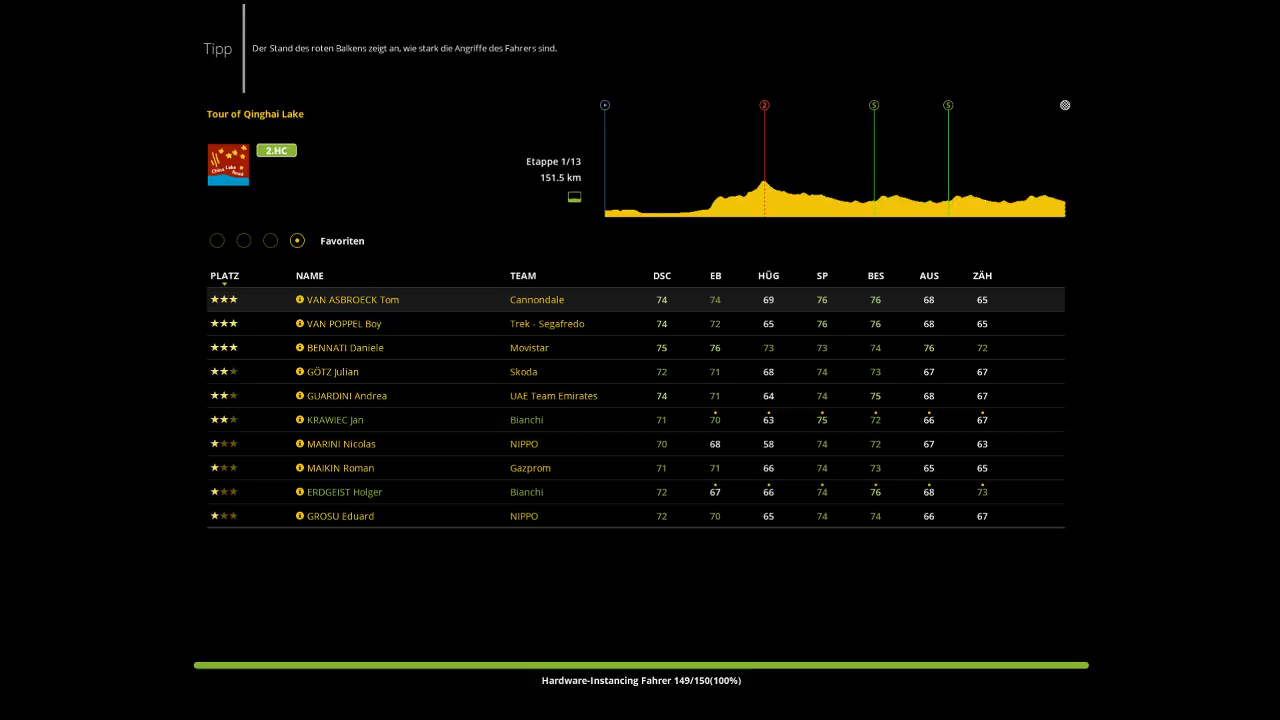 Tipp
Der Stand des roten Balkens zeigt an, wie stark die Angriffe des Fahrers sind.
Tour of Qinghai Lake
2.HC
China Lake Road
Etappe 1/13
151.5 km
2 S S
Favoriten
PLATZ NAME TEAM DSC EB HÜG SP BES AUS ZÄH
VAN ASBROECK Tom Cannondale 74 74 69 76 76 68 65
VAN POPPEL Boy Trek - Segafredo 74 72 65 76 76 68 65
BENNATI Daniele Movistar 75 76 73 73 74 76 72
GÖTZ Julian Skoda 72 71 68 74 73 67 67
GUARDINI Andrea UAE Team Emirates 74 71 64 74 75 68 67
KRAWIEC Jan Bianchi 71 70 63 75 72 66 67
MARINI Nicolas NIPPO 70 68 58 74 72 67 63
MAIKIN Roman Gazprom 71 71 66 74 73 65 65
ERDGEIST Holger Bianchi 72 67 66 74 76 68 73
GROSU Eduard NIPPO 72 70 65 74 74 66 67
Hardware-Instancing Fahrer 149/150(100%)